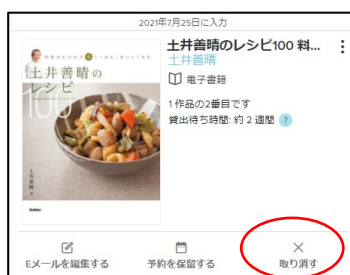 2021年7月25日に入力
土井善晴のレシピ100 料...
土井善晴
電子書籍
1 作品の2番目です
貸出待ち時間: 約 2 週間 ?
土井善晴の
レシピ
100
Eメールを編集する
予約を保留する
取り消す